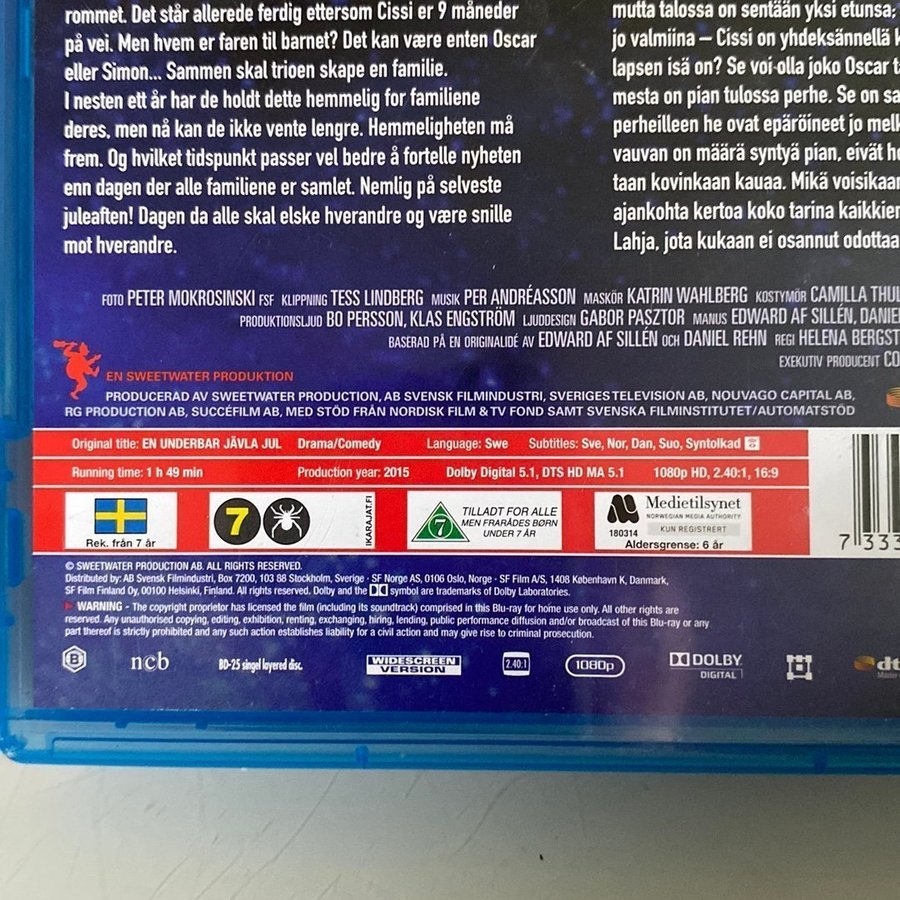 rommet. Det står allerede ferdig ettersom Cissi er 9 måneder
på vei. Men hvem er faren til barnet? Det kan være enten Oscar
eller Simon... Sammen skal trioen skape en familie.
I nesten ett år har de holdt dette hemmelig for familiene
deres, men nå kan de ikke vente lengre. Hemmeligheten må
frem. Og hvilket tidspunkt passer vel bedre å fortelle nyheten
enn dagen der alle familiene er samlet. Nemlig på selveste
juleaften! Dagen da alle skal elske hverandre og være snille
mot hverandre.
mutta talossa on sentään yksi etunsa:
jo valmiina – Cissi on yhdeksännellä
lapsen isä on? Se voi olla joko Oscar
mesta on pian tulossa perhe. Se on
perheilleen he ovat epäröineet jo
vauvan on määrä syntyä pian, eivät
taan kovinkaan kauaa. Mikä
ajankohta kertoa koko tarina
Lahja, jota kukaan ei osannut
FOTO PETER MOKROSINSKI FSF KLIPPNING TESS LINDBERG MUSIK PER ANDRÉASSON MASKÖR KATRIN WAHLBERG KOSTYMÖR CAMILLA
PRODUKTIONSLJUD BO PERSSON, KLAS ENGSTRÖM LJUDDESIGN GABOR PASZTOR MANUS EDWARD AF SILLÉN,
BASERAD PÅ EN ORIGINALIDÉ AV EDWARD AF SILLÉN OCH DANIEL REHN REGI HELENA
EXEKUTIV PRODUCENT
EN SWEETWATER PRODUKTION
PRODUCERAD AV SWEETWATER PRODUCTION, AB SVENSK FILMINDUSTRI, SVERIGES TELEVISION AB, NOUVAGO CAPITAL AB,
RG PRODUCTION AB, SUCCÉFILM AB, MED STÖD FRÅN NORDISK FILM & TV FOND SAMT SVENSKA FILMINSTITUTET/AUTOMATSTÖD
Original title: EN UNDERBAR JÄVLA JUL Drama/Comedy Language: Swe Subtitles: Sve, Nor, Dan, Suo, Syntolkad
Running time: 1 h 49 min Production year: 2015 Dolby Digital 5.1, DTS HD MA 5.1 1080p HD, 2.40:1, 16:9
Rek. från 7 år
7
IKARAJAT.FI
7
TILLADT FOR ALLE
MEN FRARÅDES BØRN
UNDER 7 ÅR
Medietilsynet
NORWEGIAN MEDIA AUTHORITY
180314 KUN REGISTRERT
Aldersgrense: 6 år
7 333
© SWEETWATER PRODUCTION AB. ALL RIGHTS RESERVED.
Distributed by: AB Svensk Filmindustri, Box 7200, 103 88 Stockholm, Sverige · SF Norge AS, 0106 Oslo, Norge · SF Film A/S, 1408 København K, Danmark,
SF Film Finland Oy, 00100 Helsinki, Finland. All rights reserved. Dolby and the DD symbol are trademarks of Dolby Laboratories.
WARNING - The copyright proprietor has licensed the film (including its soundtrack) comprised in this Blu-ray for home use only. All other rights are
reserved. Any unauthorised copying, editing, exhibition, renting, exchanging, hiring, lending, public performance diffusion and/or broadcast of this Blu-ray or any
part thereof is strictly prohibited and any such action establishes liability for a civil action and may give rise to criminal prosecution.
B
ncb
BD-25 singel layered disc.
WIDESCREEN
VERSION
2.40:1
1080p
DOLBY
DIGITAL